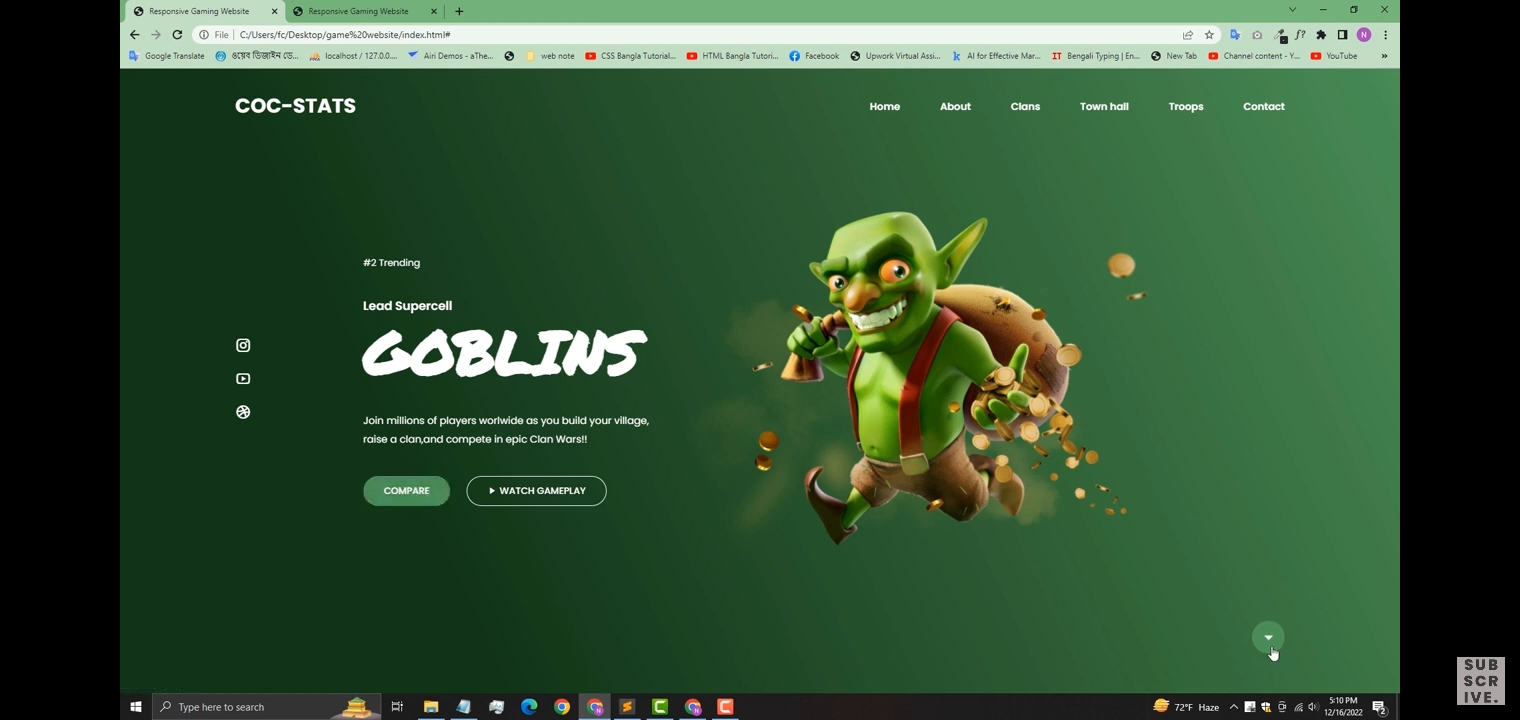 Responsive Gaming Website
Responsive Gaming Website
File
C:/Users/fc/Desktop/game%20website/index.html#
N
Google Translate
ওয়েব ডিজাইন ডে...
localhost / 127.0.0....
Airi Demos - aThe...
web note
CSS Bangla Tutorial...
HTML Bangla Tutori...
Facebook
Upwork Virtual Assi...
AI for Effective Mar...
Bengali Typing | En...
New Tab
Channel content - Y...
YouTube
COC-STATS
Home
About
Clans
Town hall
Troops
Contact
#2 Trending
Lead Supercell
GOBLINS
Join millions of players worlwide as you build your village,
raise a clan,and compete in epic Clan Wars!!
COMPARE
WATCH GAMEPLAY
SUB
SCR
IVE.
Type here to search
72°F Haze
5:10 PM
12/16/2022
2